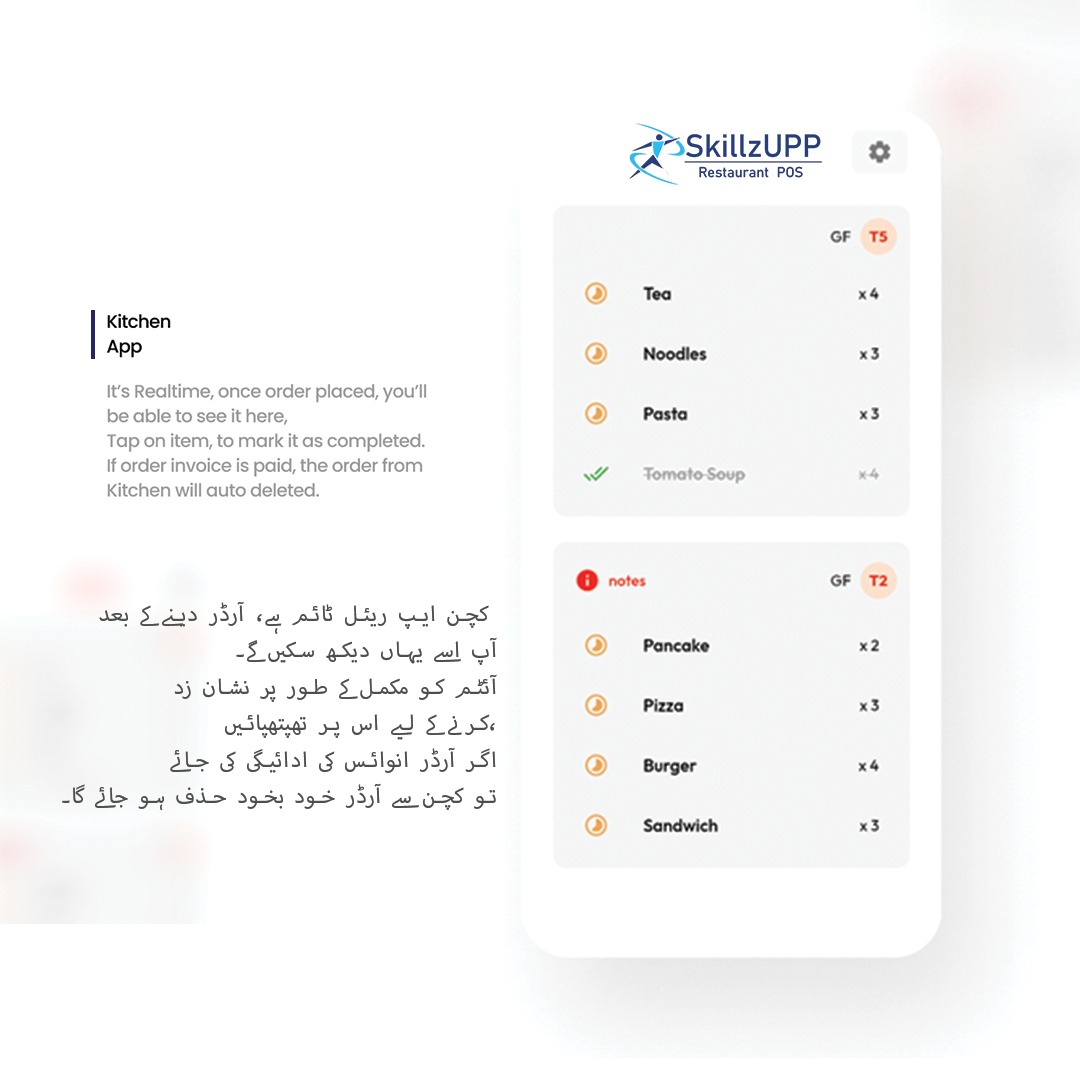 SkillzUPP
Restaurant POS
GF T5
Tea x 4
Noodles x 3
Pasta x 3
Tomato Soup x 4
notes GF T2
Pancake x 2
Pizza x 3
Burger x 4
Sandwich x 3
Kitchen
App
It's Realtime, once order placed, you'll
be able to see it here,
Tap on item, to mark it as completed.
If order invoice is paid, the order from
Kitchen will auto deleted.
کچن ایپ ریئل ٹائم ہے، آرڈر دینے کے بعد
آپ اِسے یہاں دیکھ سکیں گے۔
آئٹم کو مکمل کے طور پر نشان زد
،کرنے کے لیے اس پر تھپتھپائیں
اگر آرڈر انوائس کی ادائیگی کی جائے
تو کچن سے آرڈر خود بخود حذف ہو جائے گا۔